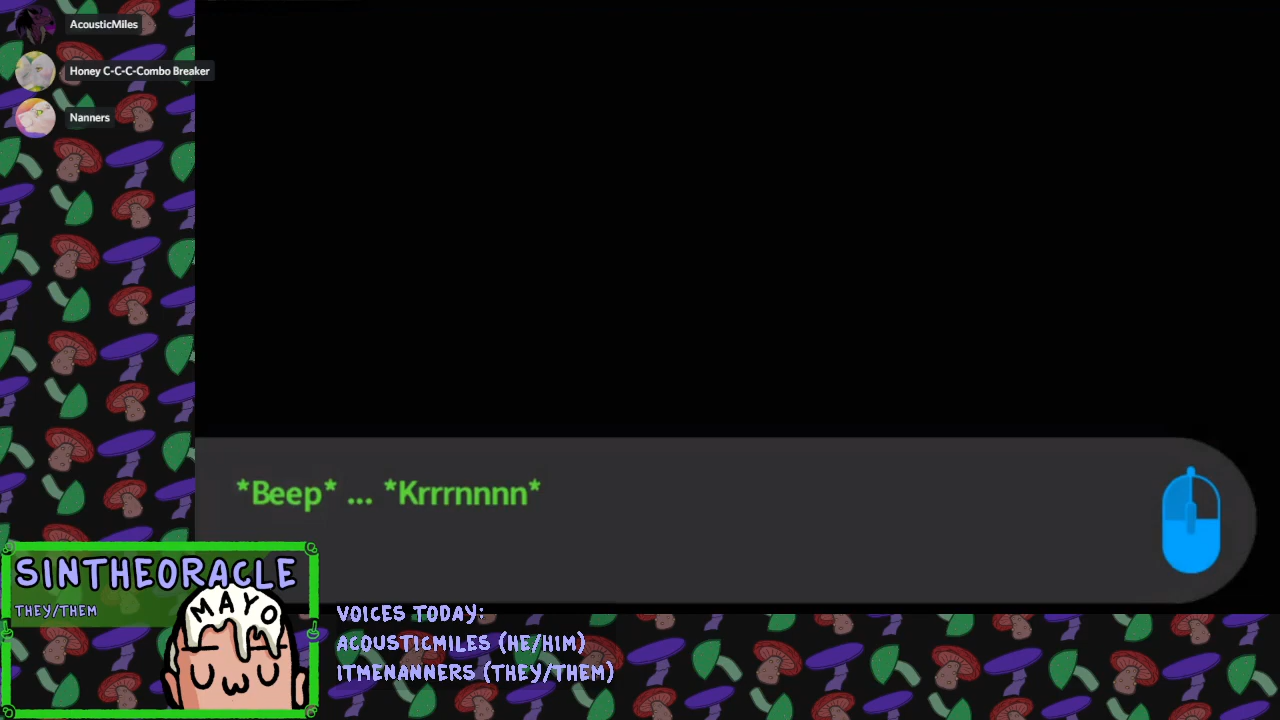 AcousticMiles
Honey C-C-C-Combo Breaker
Nanners
*Beep* ... *Krrrnnnn*
SINTHEORACLE
THEY/THEM
MAYO
VOICES TODAY:
ACOUSTICMILES (HE/HIM)
ITMENANNERS (THEY/THEM)